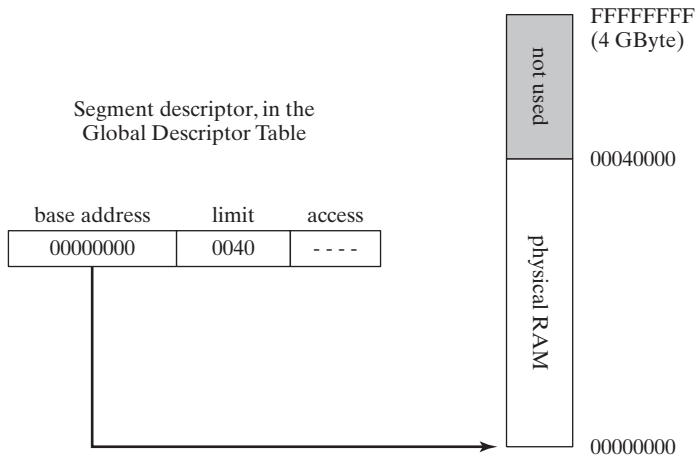 FFFFFFFF
(4 GByte)
not used
Segment descriptor, in the
Global Descriptor Table
00040000
base address limit access
00000000 0040 - - - -
physical RAM
00000000